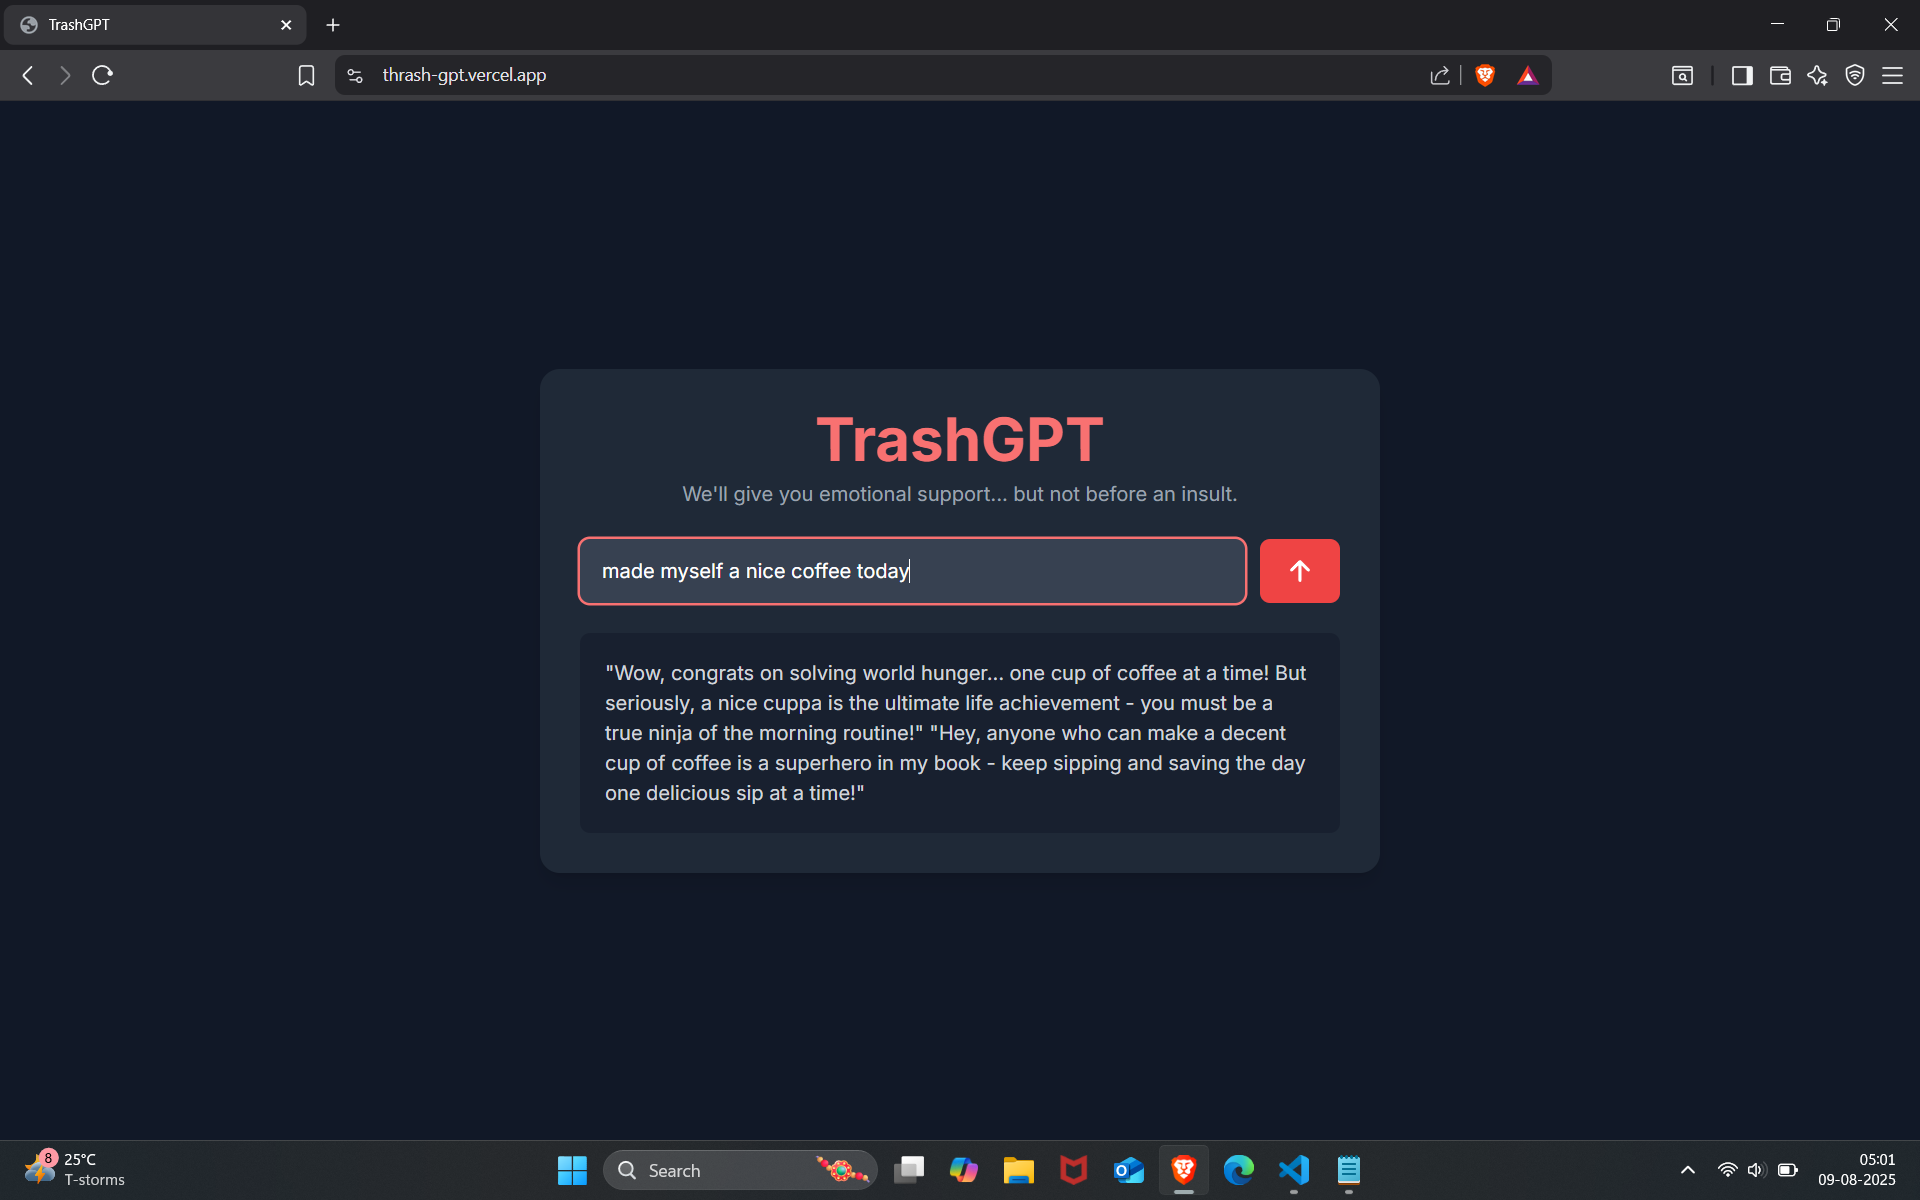 TrashGPT
thrash-gpt.vercel.app
TrashGPT
We'll give you emotional support... but not before an insult.
made myself a nice coffee today
"Wow, congrats on solving world hunger... one cup of coffee at a time! But
seriously, a nice cuppa is the ultimate life achievement - you must be a
true ninja of the morning routine!" "Hey, anyone who can make a decent
cup of coffee is a superhero in my book - keep sipping and saving the day
one delicious sip at a time!"
8
25°C
T-storms
Search
05:01
09-08-2025